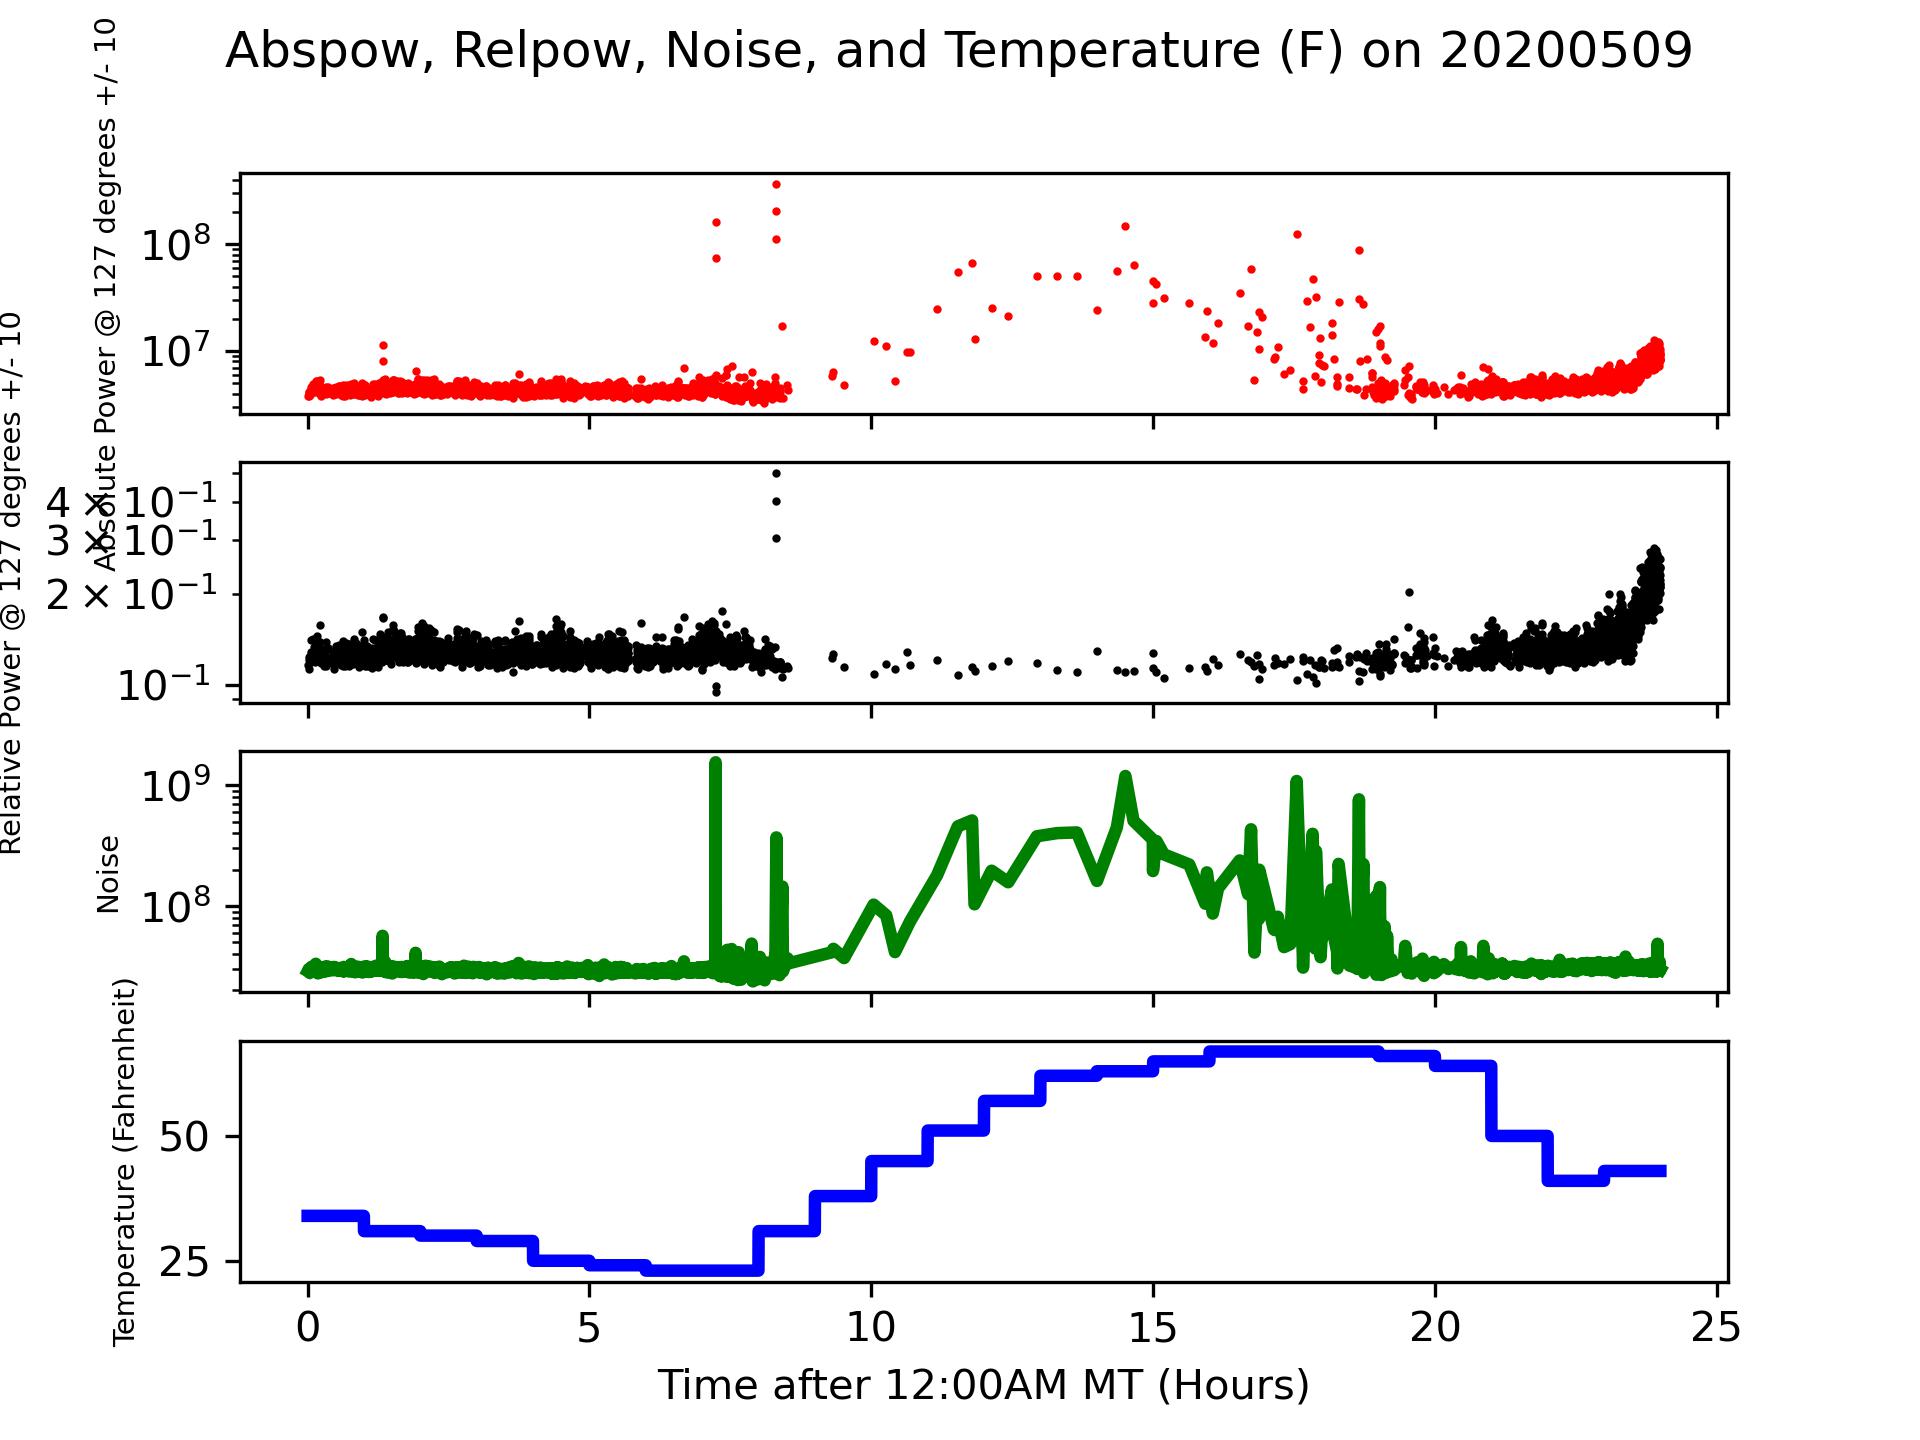 Abspow, Relpow, Noise, and Temperature (F) on 20200509
Absolute Power @ 127 degrees +/- 10
10⁸
10⁷
Relative Power @ 127 degrees +/- 10
4 × 10⁻¹
3 × 10⁻¹
2 × 10⁻¹
10⁻¹
Noise
10⁹
10⁸
Temperature (Fahrenheit)
50
25
0 5 10 15 20 25
Time after 12:00AM MT (Hours)